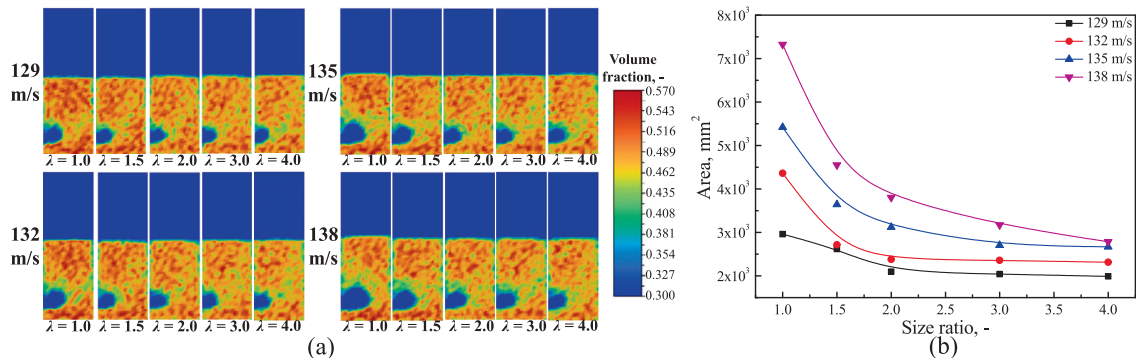 129 m/s
λ = 1.0 λ = 1.5 λ = 2.0 λ = 3.0 λ = 4.0
135 m/s
λ = 1.0 λ = 1.5 λ = 2.0 λ = 3.0 λ = 4.0
132 m/s
λ = 1.0 λ = 1.5 λ = 2.0 λ = 3.0 λ = 4.0
138 m/s
λ = 1.0 λ = 1.5 λ = 2.0 λ = 3.0 λ = 4.0
Volume
fraction, -
0.570
0.543
0.516
0.489
0.462
0.435
0.408
0.381
0.354
0.327
0.300
(a)
129 m/s
132 m/s
135 m/s
138 m/s
Area, mm²
8x10³
7x10³
6x10³
5x10³
4x10³
3x10³
2x10³
1.0 1.5 2.0 2.5 3.0 3.5 4.0
Size ratio, -
(b)